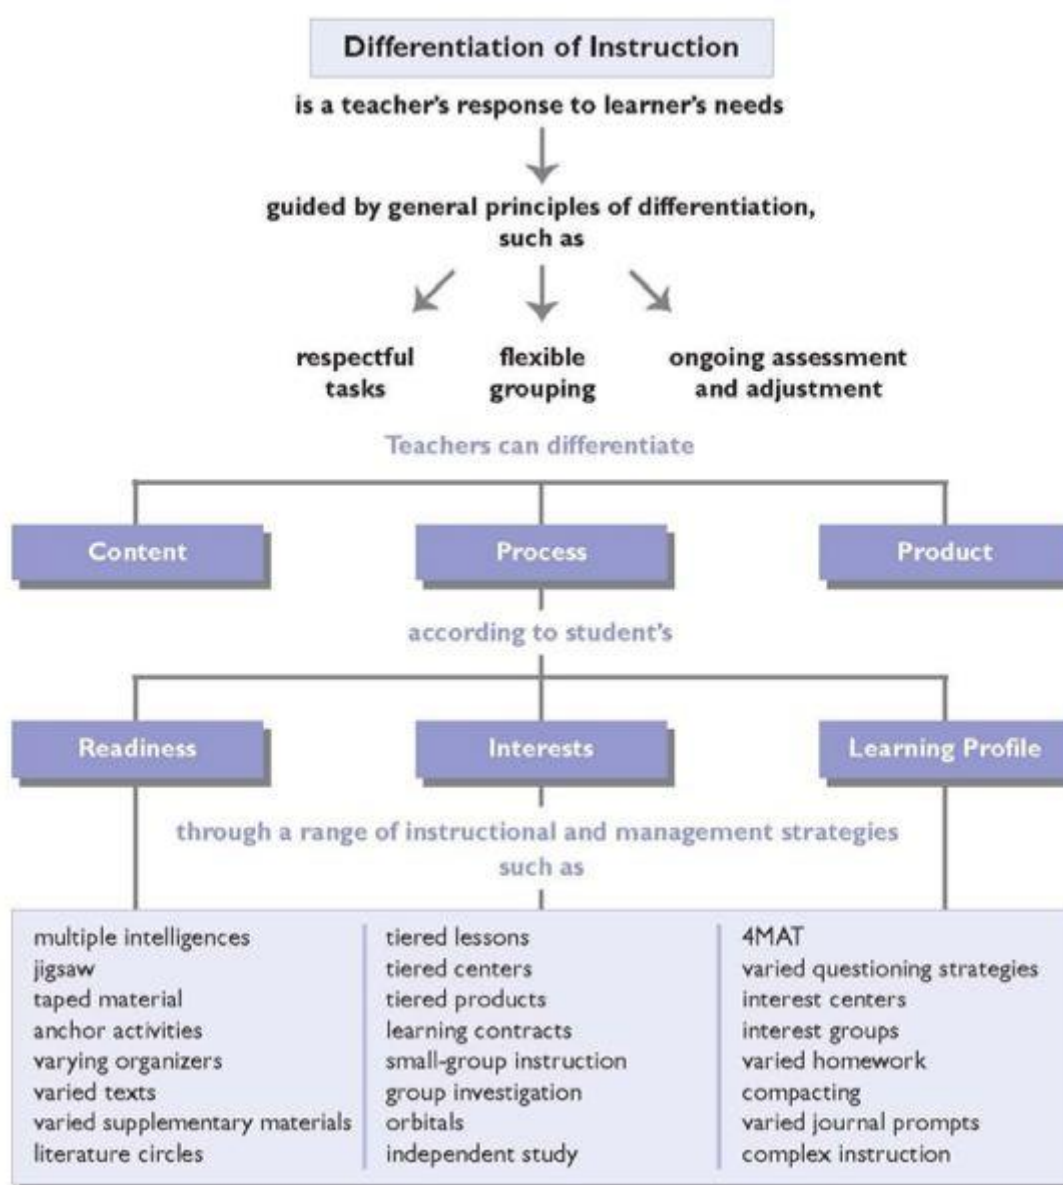 Differentiation of Instruction
is a teacher's response to learner's needs
guided by general principles of differentiation,
such as
respectful
tasks
flexible
grouping
ongoing assessment
and adjustment
Teachers can differentiate
Content
Process
Product
according to student's
Readiness
Interests
Learning Profile
through a range of instructional and management strategies
such as
multiple intelligences
jigsaw
taped material
anchor activities
varying organizers
varied texts
varied supplementary materials
literature circles
tiered lessons
tiered centers
tiered products
learning contracts
small-group instruction
group investigation
orbitals
independent study
4MAT
varied questioning strategies
interest centers
interest groups
varied homework
compacting
varied journal prompts
complex instruction